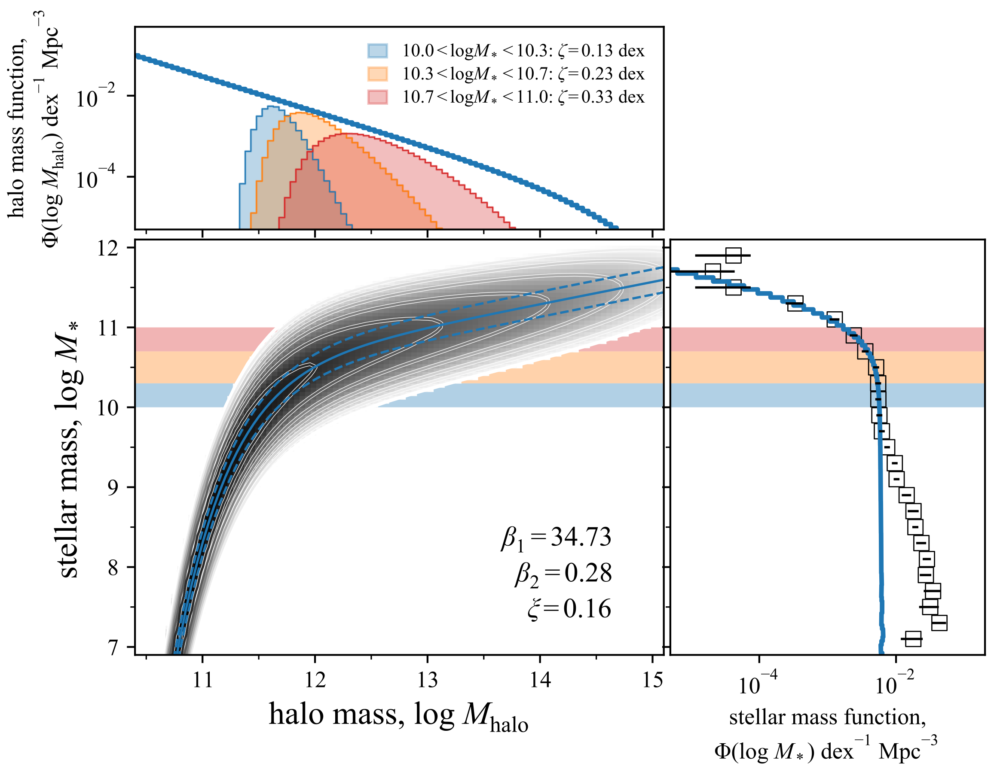 halo mass function,
Φ(log M_halo) dex⁻¹ Mpc⁻³
10⁻²
10⁻⁴
10.0<logM∗ <10.3: ζ=0.13 dex
10.3<logM∗ <10.7: ζ=0.23 dex
10.7<logM∗ <11.0: ζ=0.33 dex
stellar mass, log M∗
12
11
10
9
8
7
β₁=34.73
β₂=0.28
ξ=0.16
11 12 13 14 15
halo mass, log M_halo
10⁻⁴ 10⁻²
stellar mass function,
Φ(log M∗) dex⁻¹ Mpc⁻³